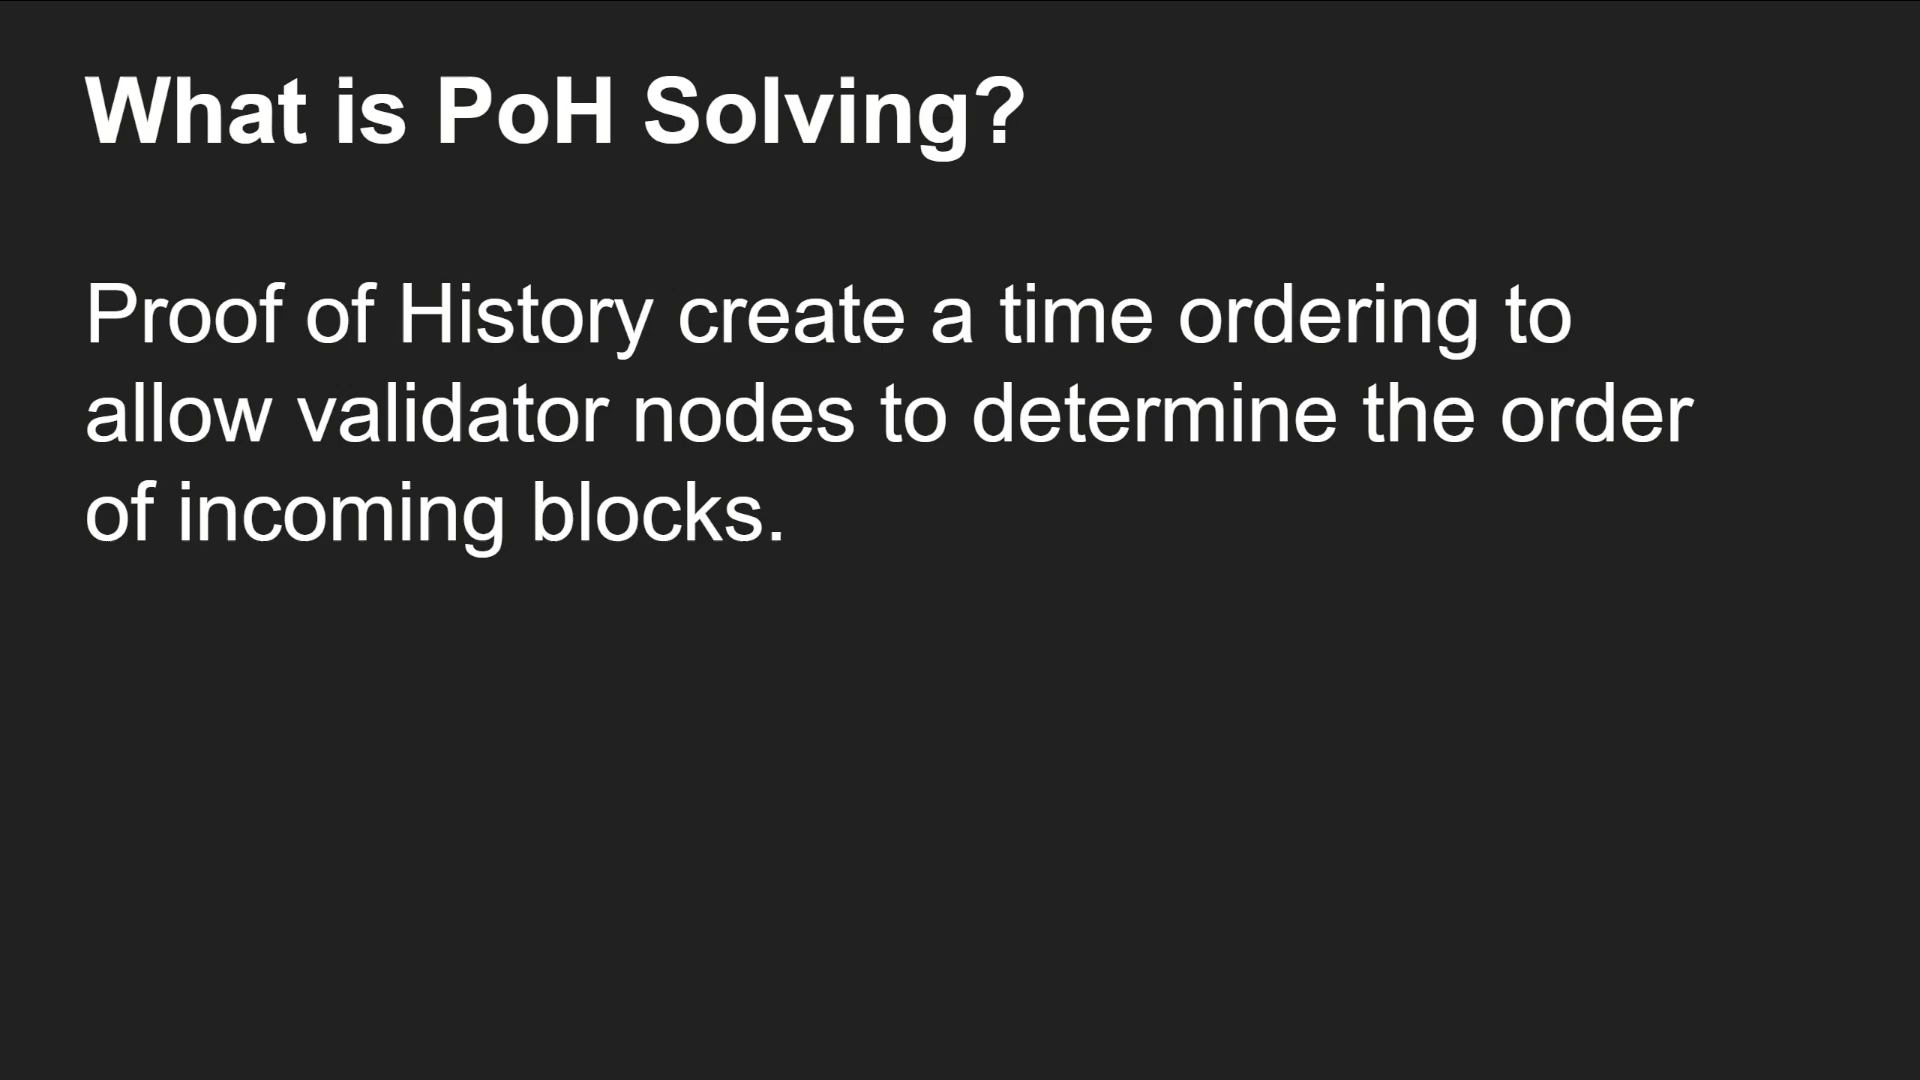 What is PoH Solving?
Proof of History create a time ordering to
allow validator nodes to determine the order
of incoming blocks.